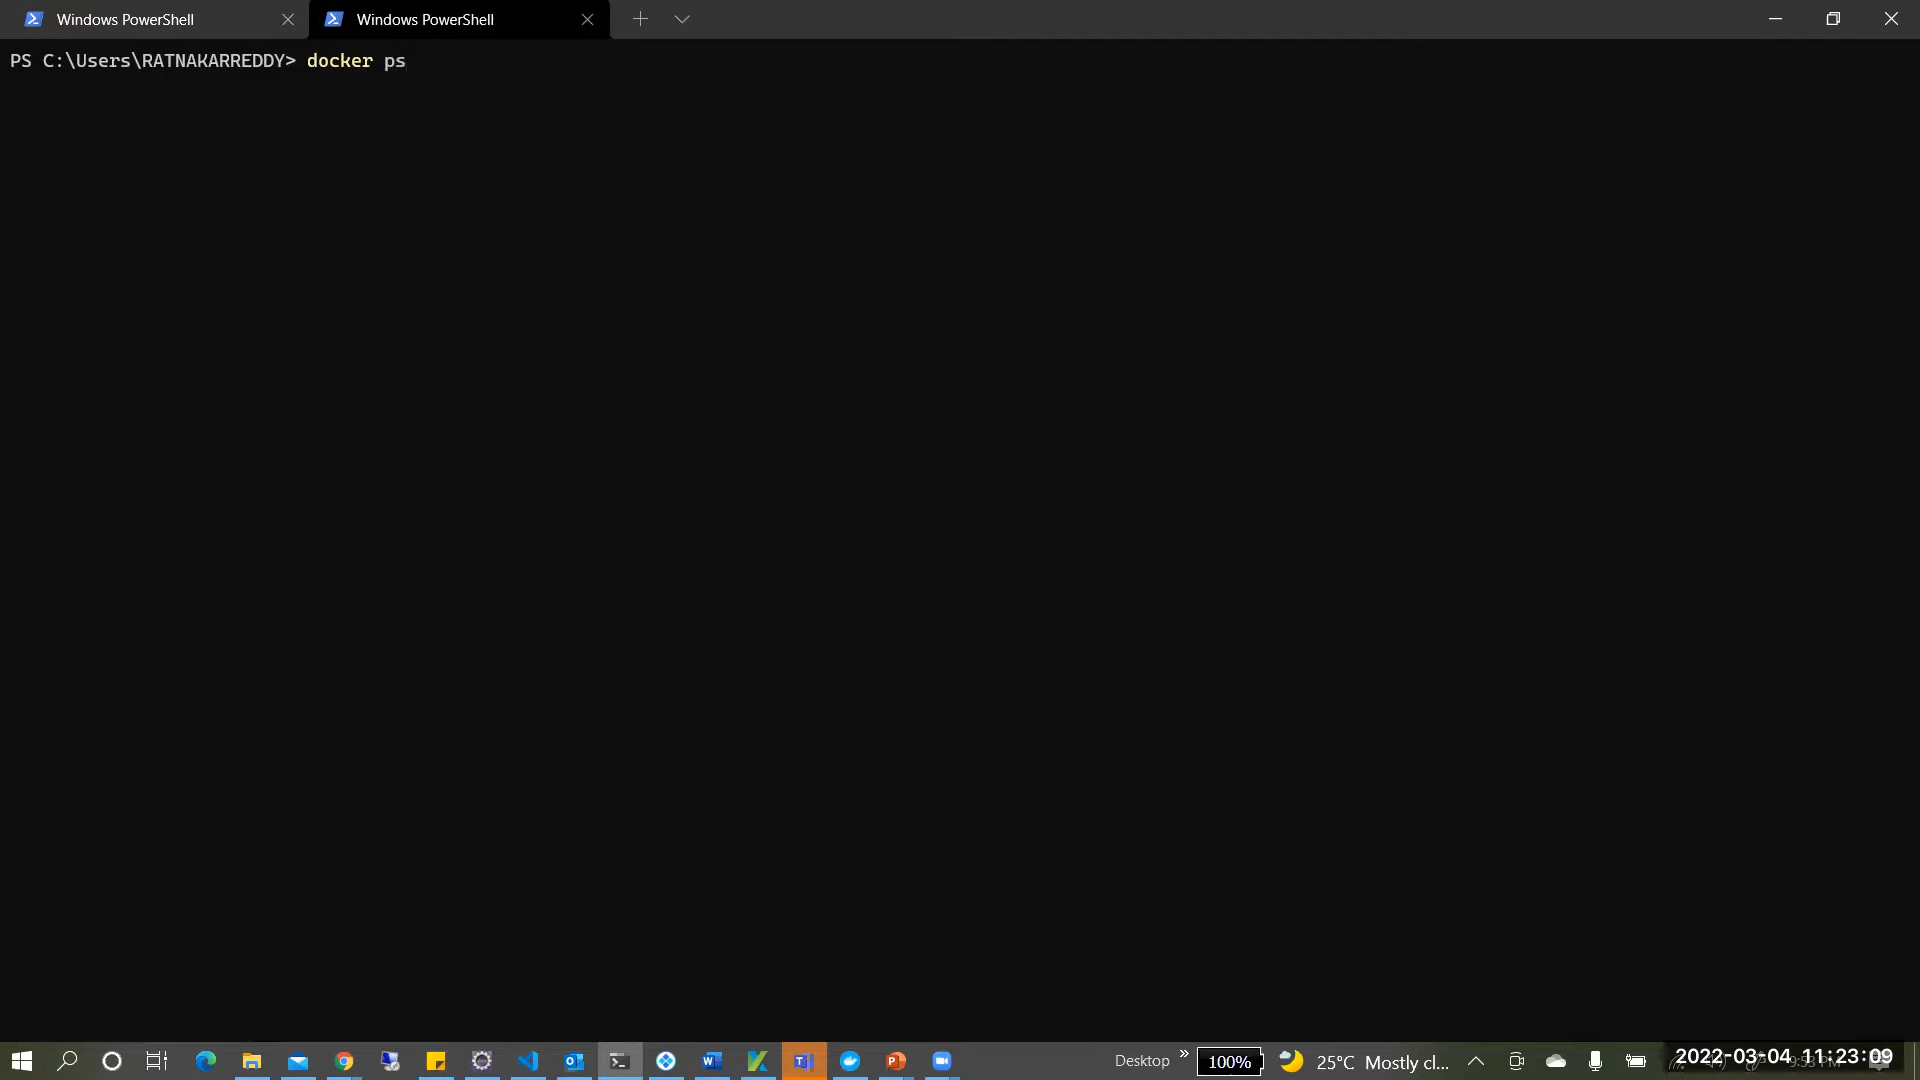 Windows PowerShell
Windows PowerShell
PS C:\Users\RATNAKARREDDY> docker ps
Desktop
100%
25°C Mostly cl...
2022-03-04 11:23:09